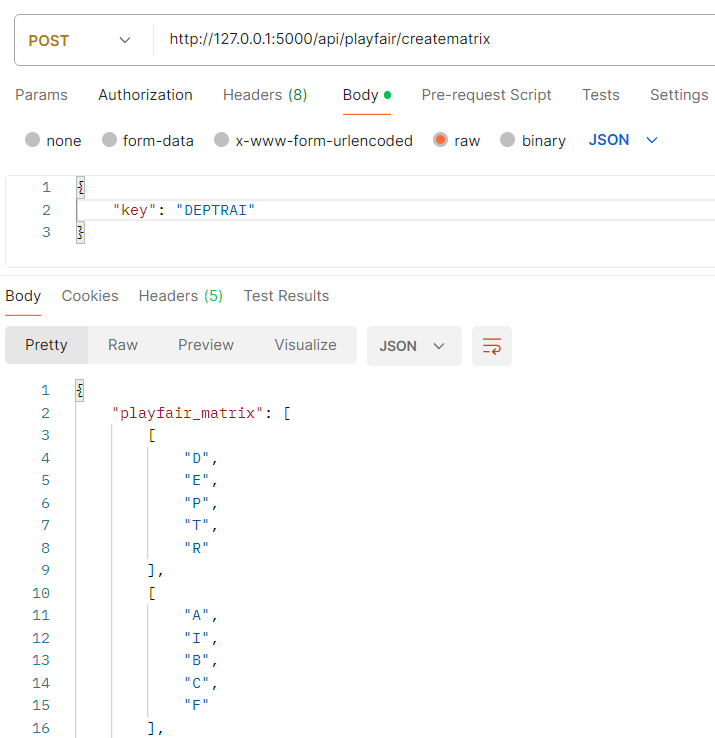 POST http://127.0.0.1:5000/api/playfair/creatematrix
Params Authorization Headers (8) Body Pre-request Script Tests Settings
none form-data x-www-form-urlencoded raw binary JSON
1 {
2 "key": "DEPTRAI"
3 }
Body Cookies Headers (5) Test Results
Pretty Raw Preview Visualize JSON
1 {
2 "playfair_matrix": [
3 [
4 "D",
5 "E",
6 "P",
7 "T",
8 "R"
9 ],
10 [
11 "A",
12 "I",
13 "B",
14 "C",
15 "F"
16 ],